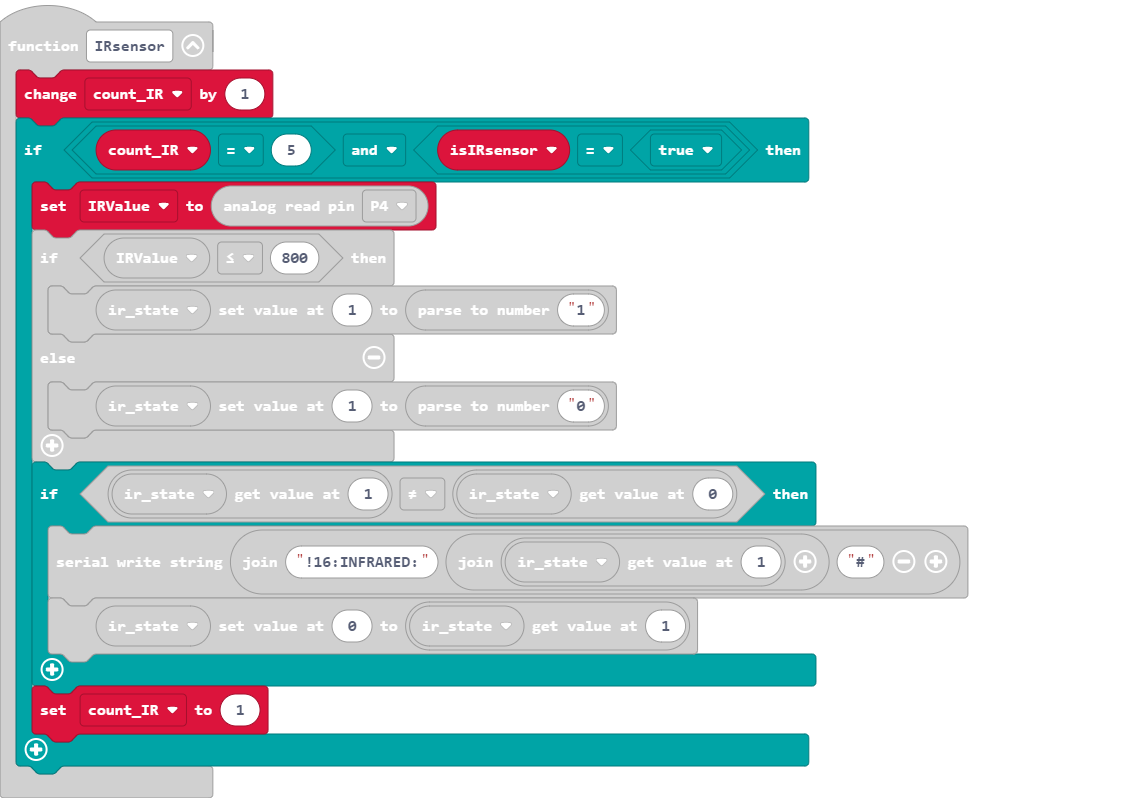 function IRsensor
change count_IR by 1
if count_IR = 5 and isIRsensor = true then
set IRValue to analog read pin P4
if IRValue ≤ 800 then
ir_state set value at 1 to parse to number "1"
else
ir_state set value at 1 to parse to number "0"
if ir_state get value at 1 ≠ ir_state get value at 0 then
serial write string join "!16:INFRARED:" join ir_state get value at 1 "#"
ir_state set value at 0 to ir_state get value at 1
set count_IR to 1